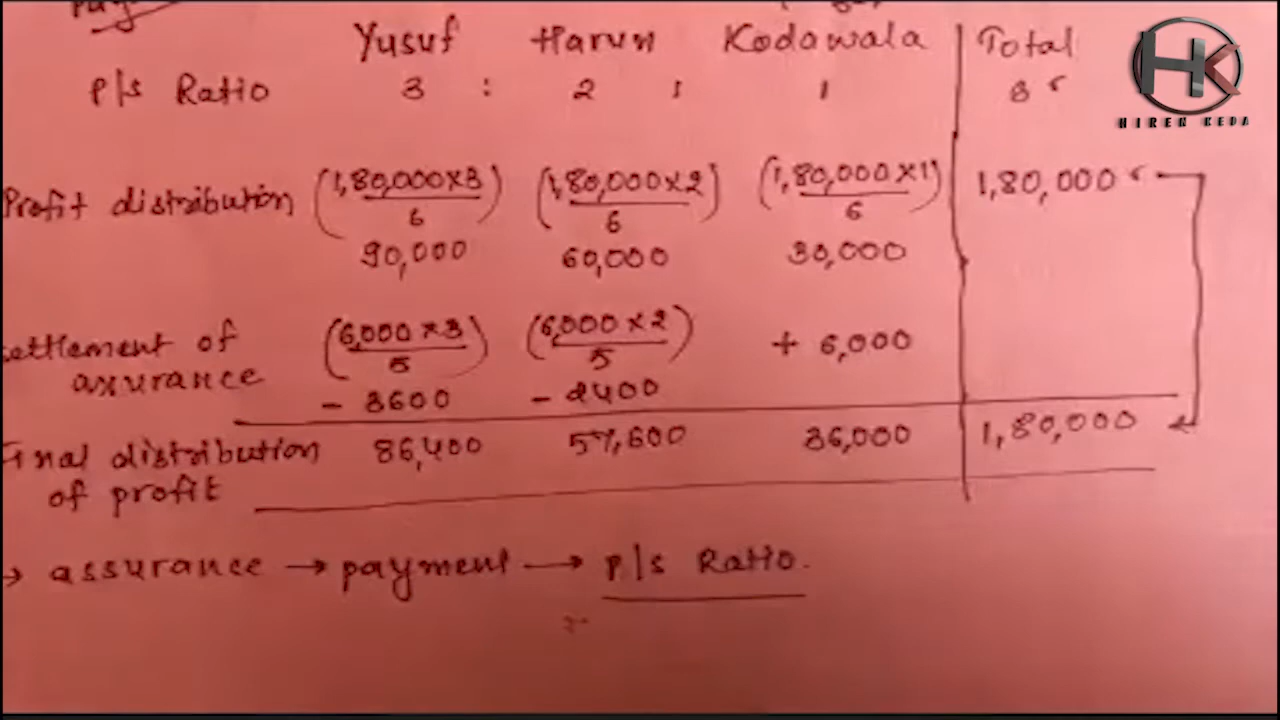 Yusuf Harun Kodawala Total
P/s Ratio 3 : 2 : 1
HIREN KEDA
Profit distribution (1,80,000×3/6) (1,80,000×2/6) (1,80,000×1/6) 1,80,000
90,000 60,000 30,000
settlement of (6,000×3/5) (6,000×2/5) + 6,000
assurance
- 3600 - 2400
Final distribution 86,400 57,600 36,000 1,80,000
of profit
→ assurance → payment → P/s Ratio.